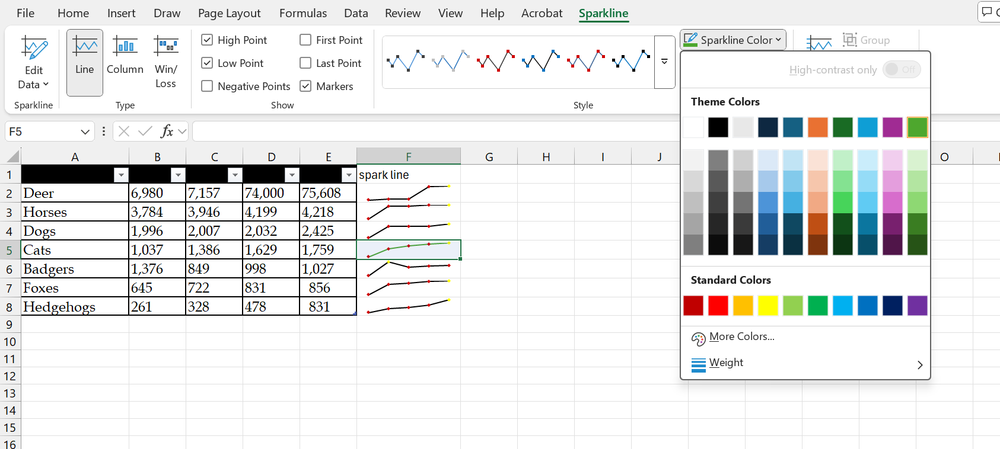 File Home Insert Draw Page Layout Formulas Data Review View Help Acrobat Sparkline
Edit Data
Line Column Win/ Loss
High Point First Point
Low Point Last Point
Negative Points Markers
Sparkline Color
Group
Sparkline Type Show Style
High-contrast only Off
Theme Colors
Standard Colors
More Colors...
Weight
F5 fx
A B C D E F G H I J O
1 spark line
2 Deer 6,980 7,157 74,000 75,608
3 Horses 3,784 3,946 4,199 4,218
4 Dogs 1,996 2,007 2,032 2,425
5 Cats 1,037 1,386 1,629 1,759
6 Badgers 1,376 849 998 1,027
7 Foxes 645 722 831 856
8 Hedgehogs 261 328 478 831
9
10
11
12
13
14
15
16